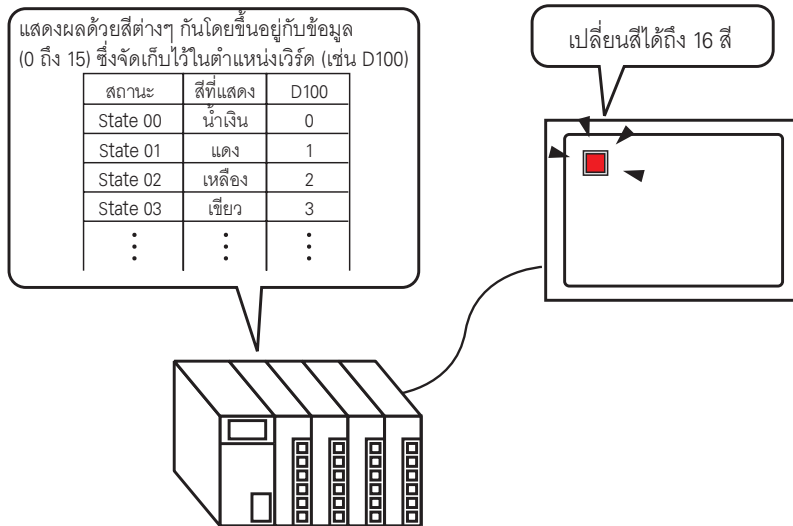 แสดงผลด้วยสีต่างๆ กันโดยขึ้นอยู่กับข้อมูล
(0 ถึง 15) ซึ่งจัดเก็บไว้ในตำแหน่งเวิร์ด (เช่น D100)
สถานะ สีที่แสดง D100
State 00 น้ำเงิน 0
State 01 แดง 1
State 02 เหลือง 2
State 03 เขียว 3
เปลี่ยนสีได้ถึง 16 สี